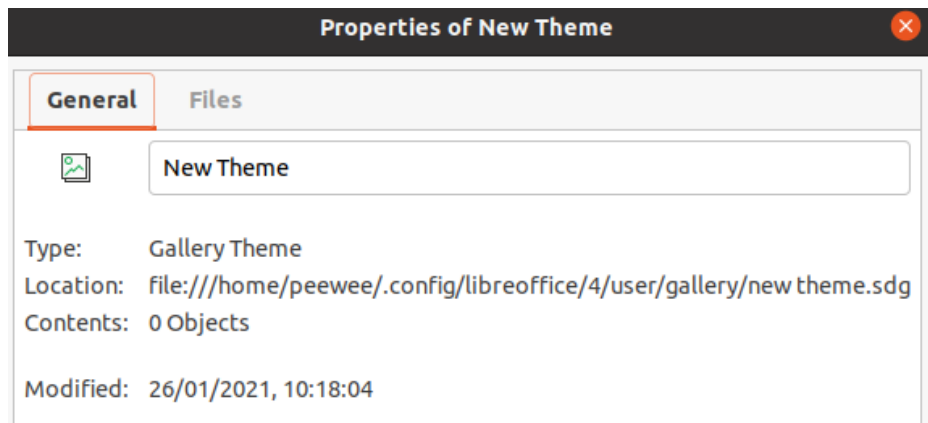 Properties of New Theme
General Files
New Theme
Type: Gallery Theme
Location: file:///home/peewee/.config/libreoffice/4/user/gallery/new theme.sdg
Contents: 0 Objects
Modified: 26/01/2021, 10:18:04